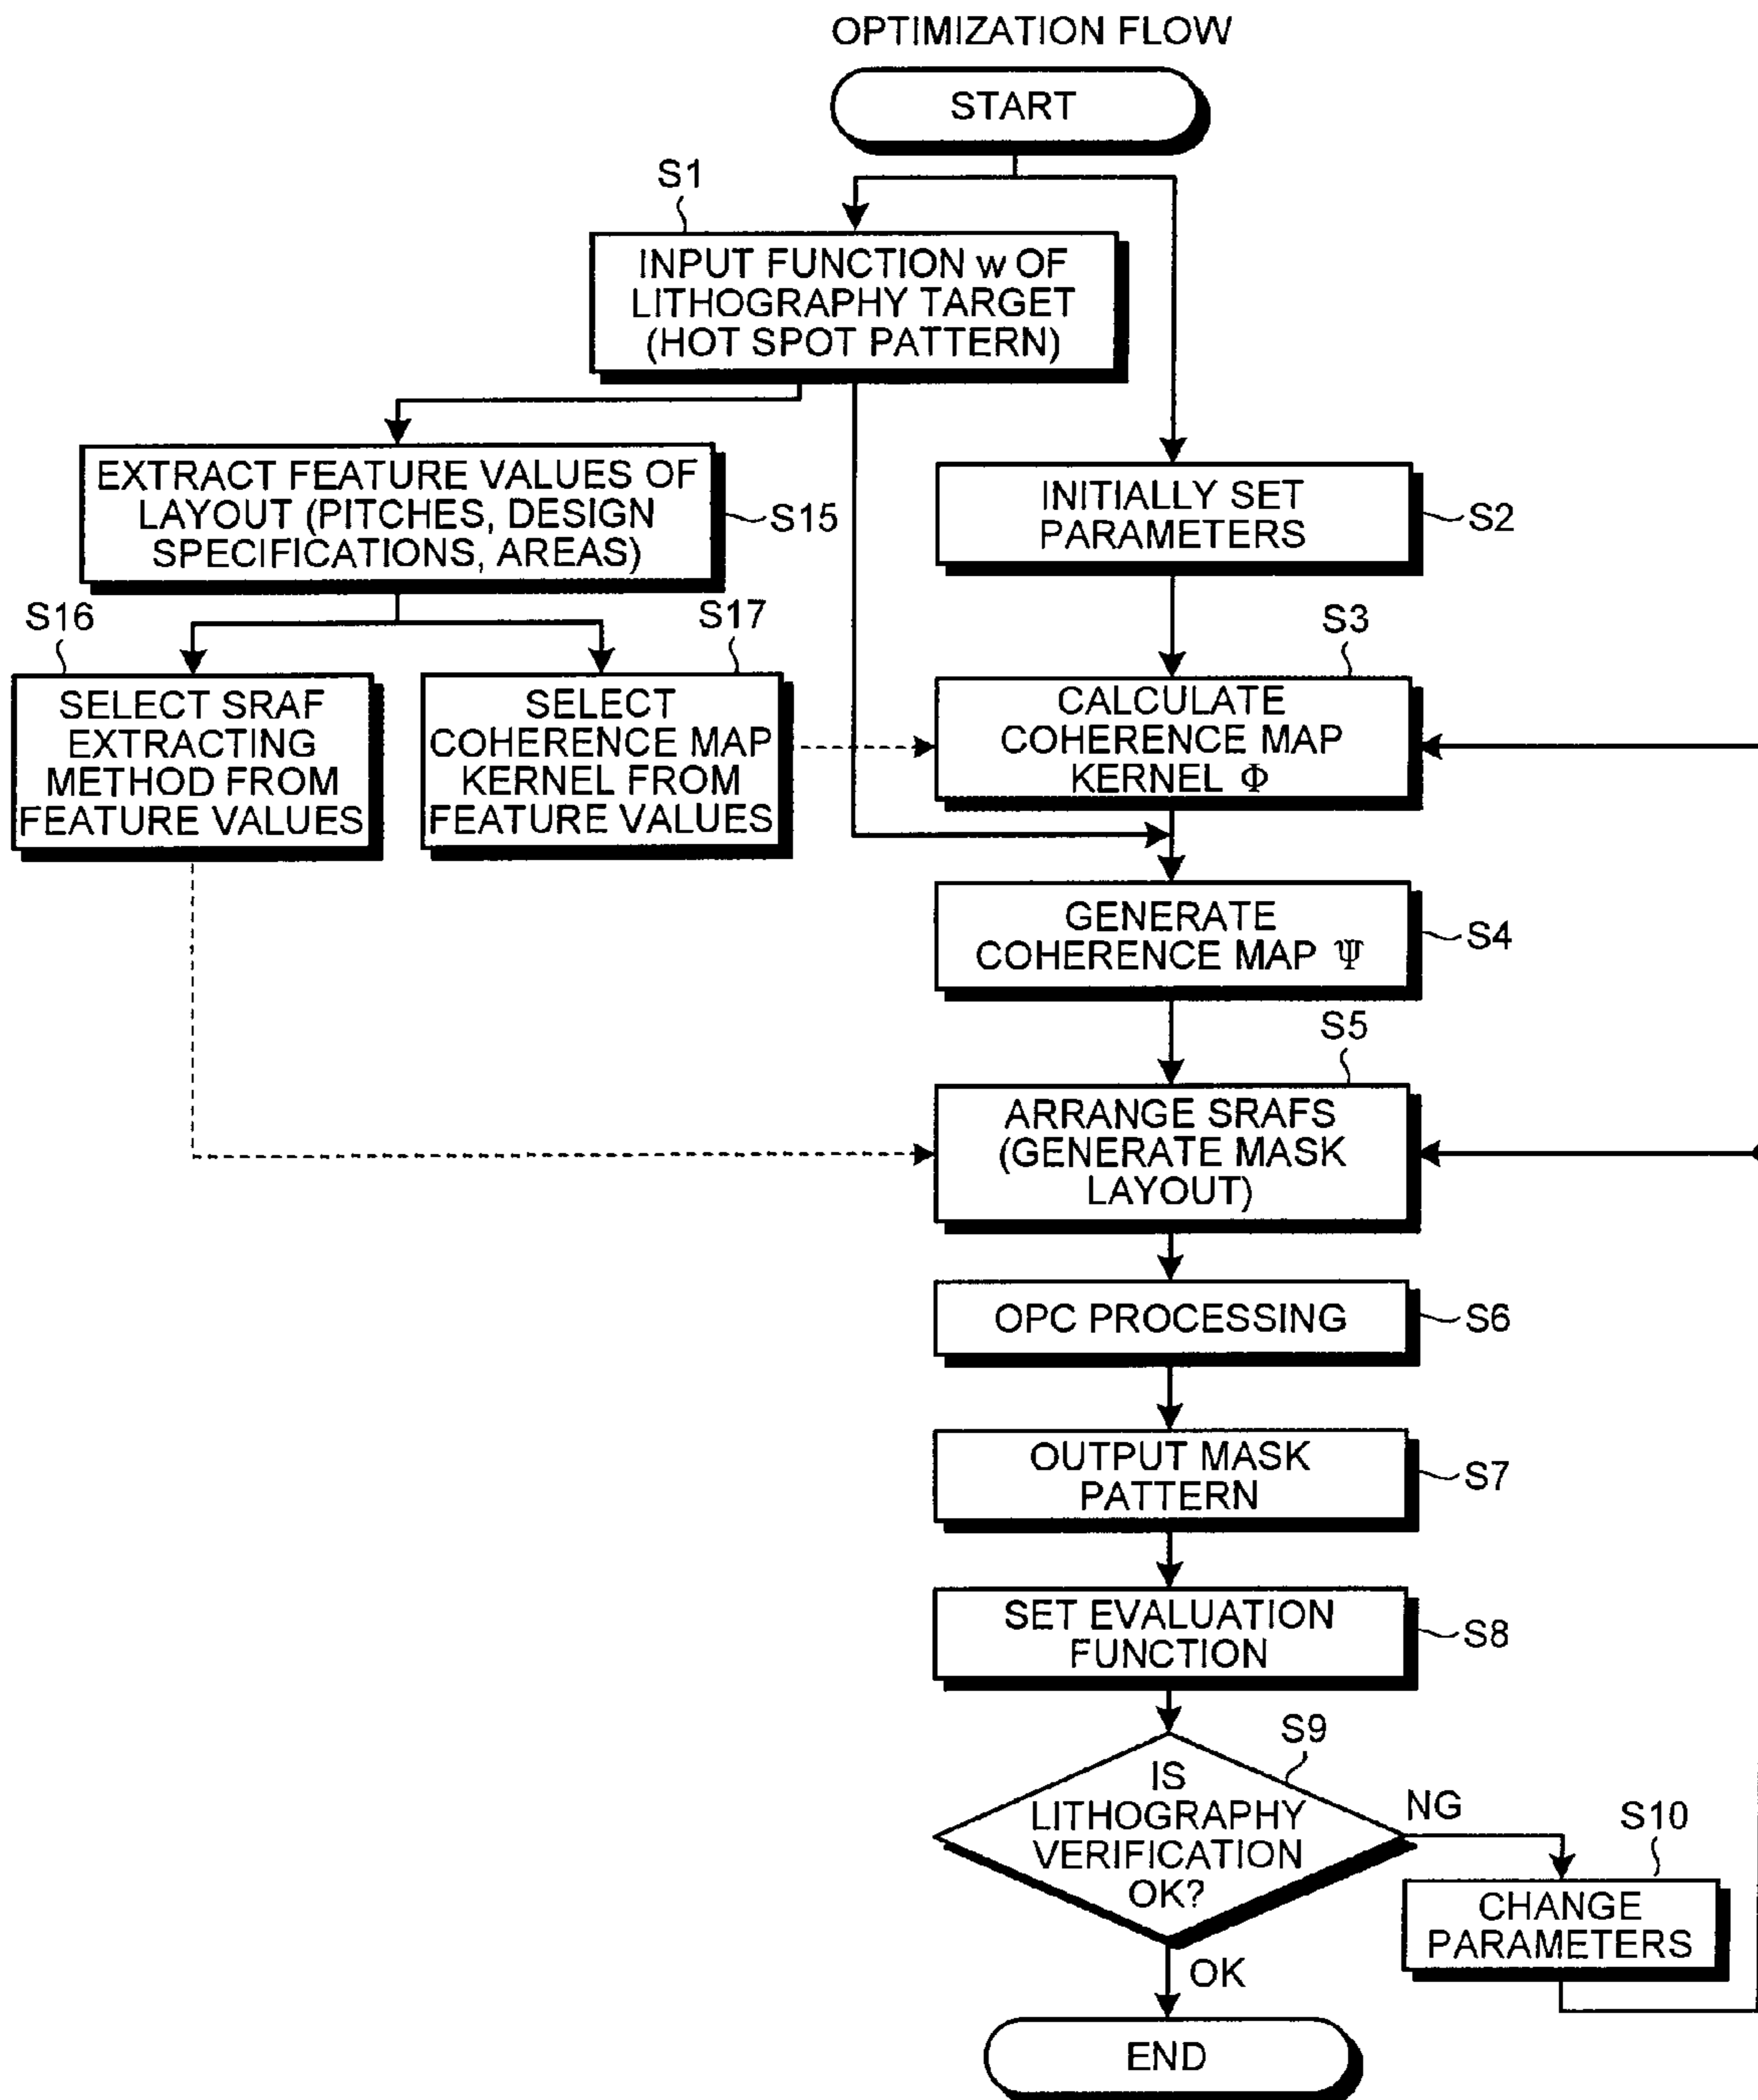 OPTIMIZATION FLOW
START
S1
INPUT FUNCTION w OF
LITHOGRAPHY TARGET
(HOT SPOT PATTERN)
EXTRACT FEATURE VALUES OF
LAYOUT (PITCHES, DESIGN
SPECIFICATIONS, AREAS)
S15
INITIALLY SET
PARAMETERS
S2
S16
SELECT SRAF
EXTRACTING
METHOD FROM
FEATURE VALUES
S17
SELECT
COHERENCE MAP
KERNEL FROM
FEATURE VALUES
S3
CALCULATE
COHERENCE MAP
KERNEL Φ
GENERATE
COHERENCE MAP Ψ
S4
S5
ARRANGE SRAFS
(GENERATE MASK
LAYOUT)
OPC PROCESSING
S6
OUTPUT MASK
PATTERN
S7
SET EVALUATION
FUNCTION
S8
S9
IS
LITHOGRAPHY
VERIFICATION
OK?
NG
S10
CHANGE
PARAMETERS
OK
END